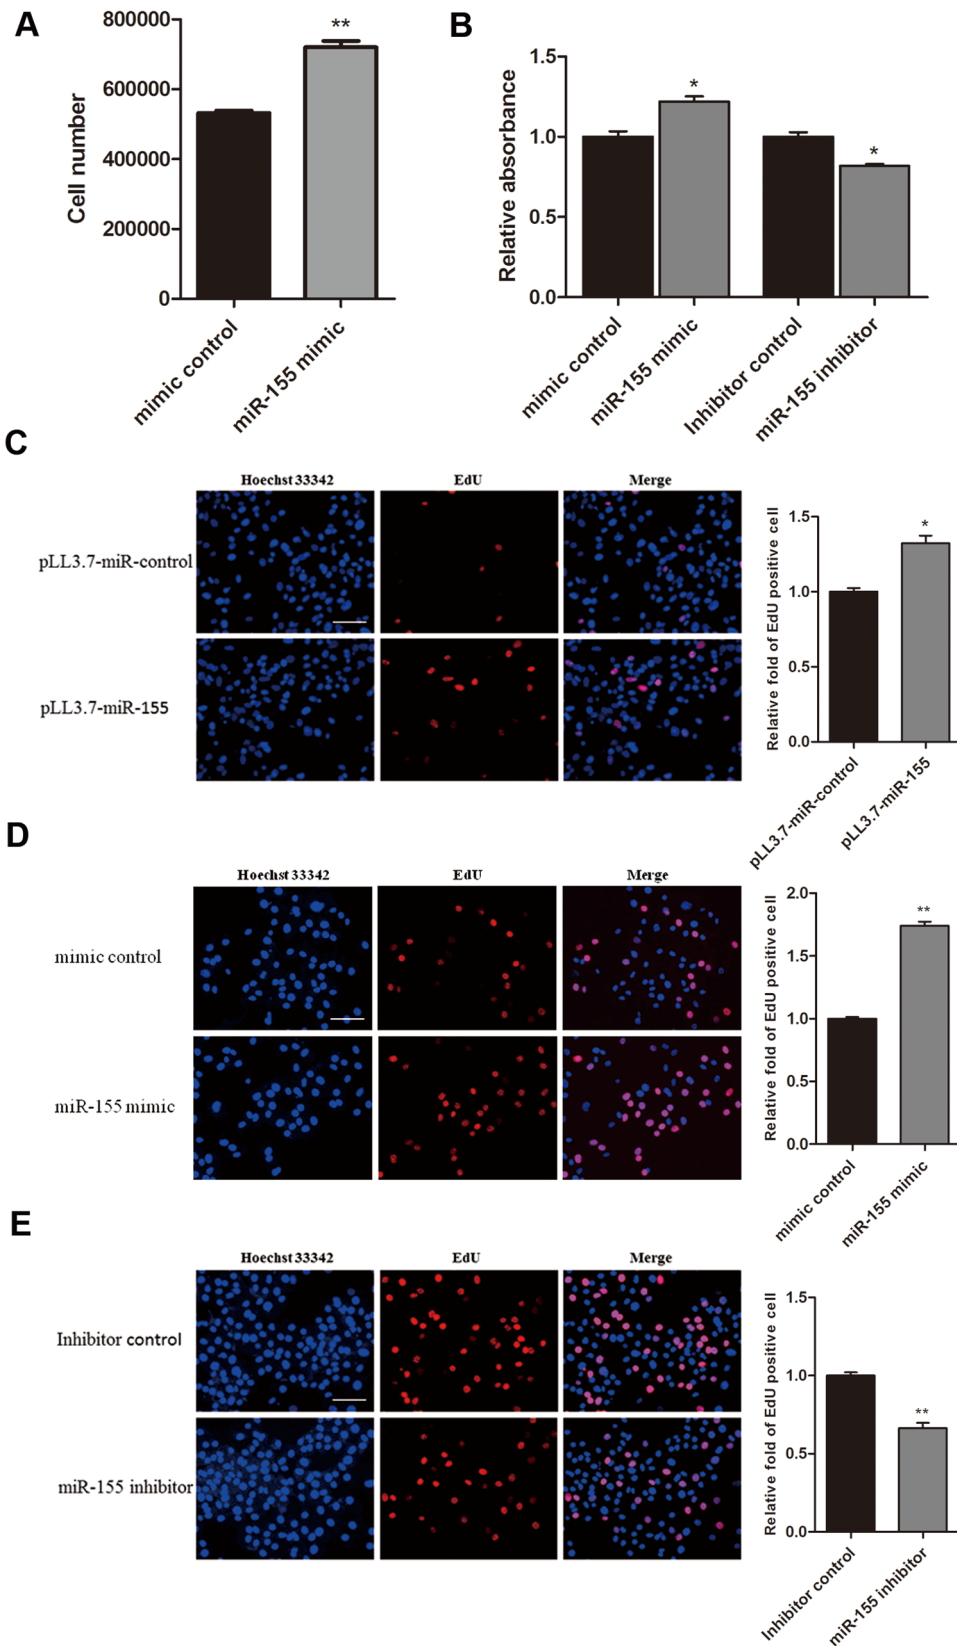 A
800000
600000
400000
200000
0
Cell number
**
mimic control
miR-155 mimic
B
1.5
1.0
0.5
0.0
Relative absorbance
*
*
mimic control
miR-155 mimic
Inhibitor control
miR-155 inhibitor
C
Hoechst 33342 EdU Merge
pLL3.7-miR-control
pLL3.7-miR-155
1.5
1.0
0.5
0.0
Relative fold of EdU positive cell
*
pLL3.7-miR-control
pLL3.7-miR-155
D
Hoechst 33342 EdU Merge
mimic control
miR-155 mimic
2.0
1.5
1.0
0.5
0.0
Relative fold of EdU positive cell
**
mimic control
miR-155 mimic
E
Hoechst 33342 EdU Merge
Inhibitor control
miR-155 inhibitor
1.5
1.0
0.5
0.0
Relative fold of EdU positive cell
**
Inhibitor control
miR-155 inhibitor